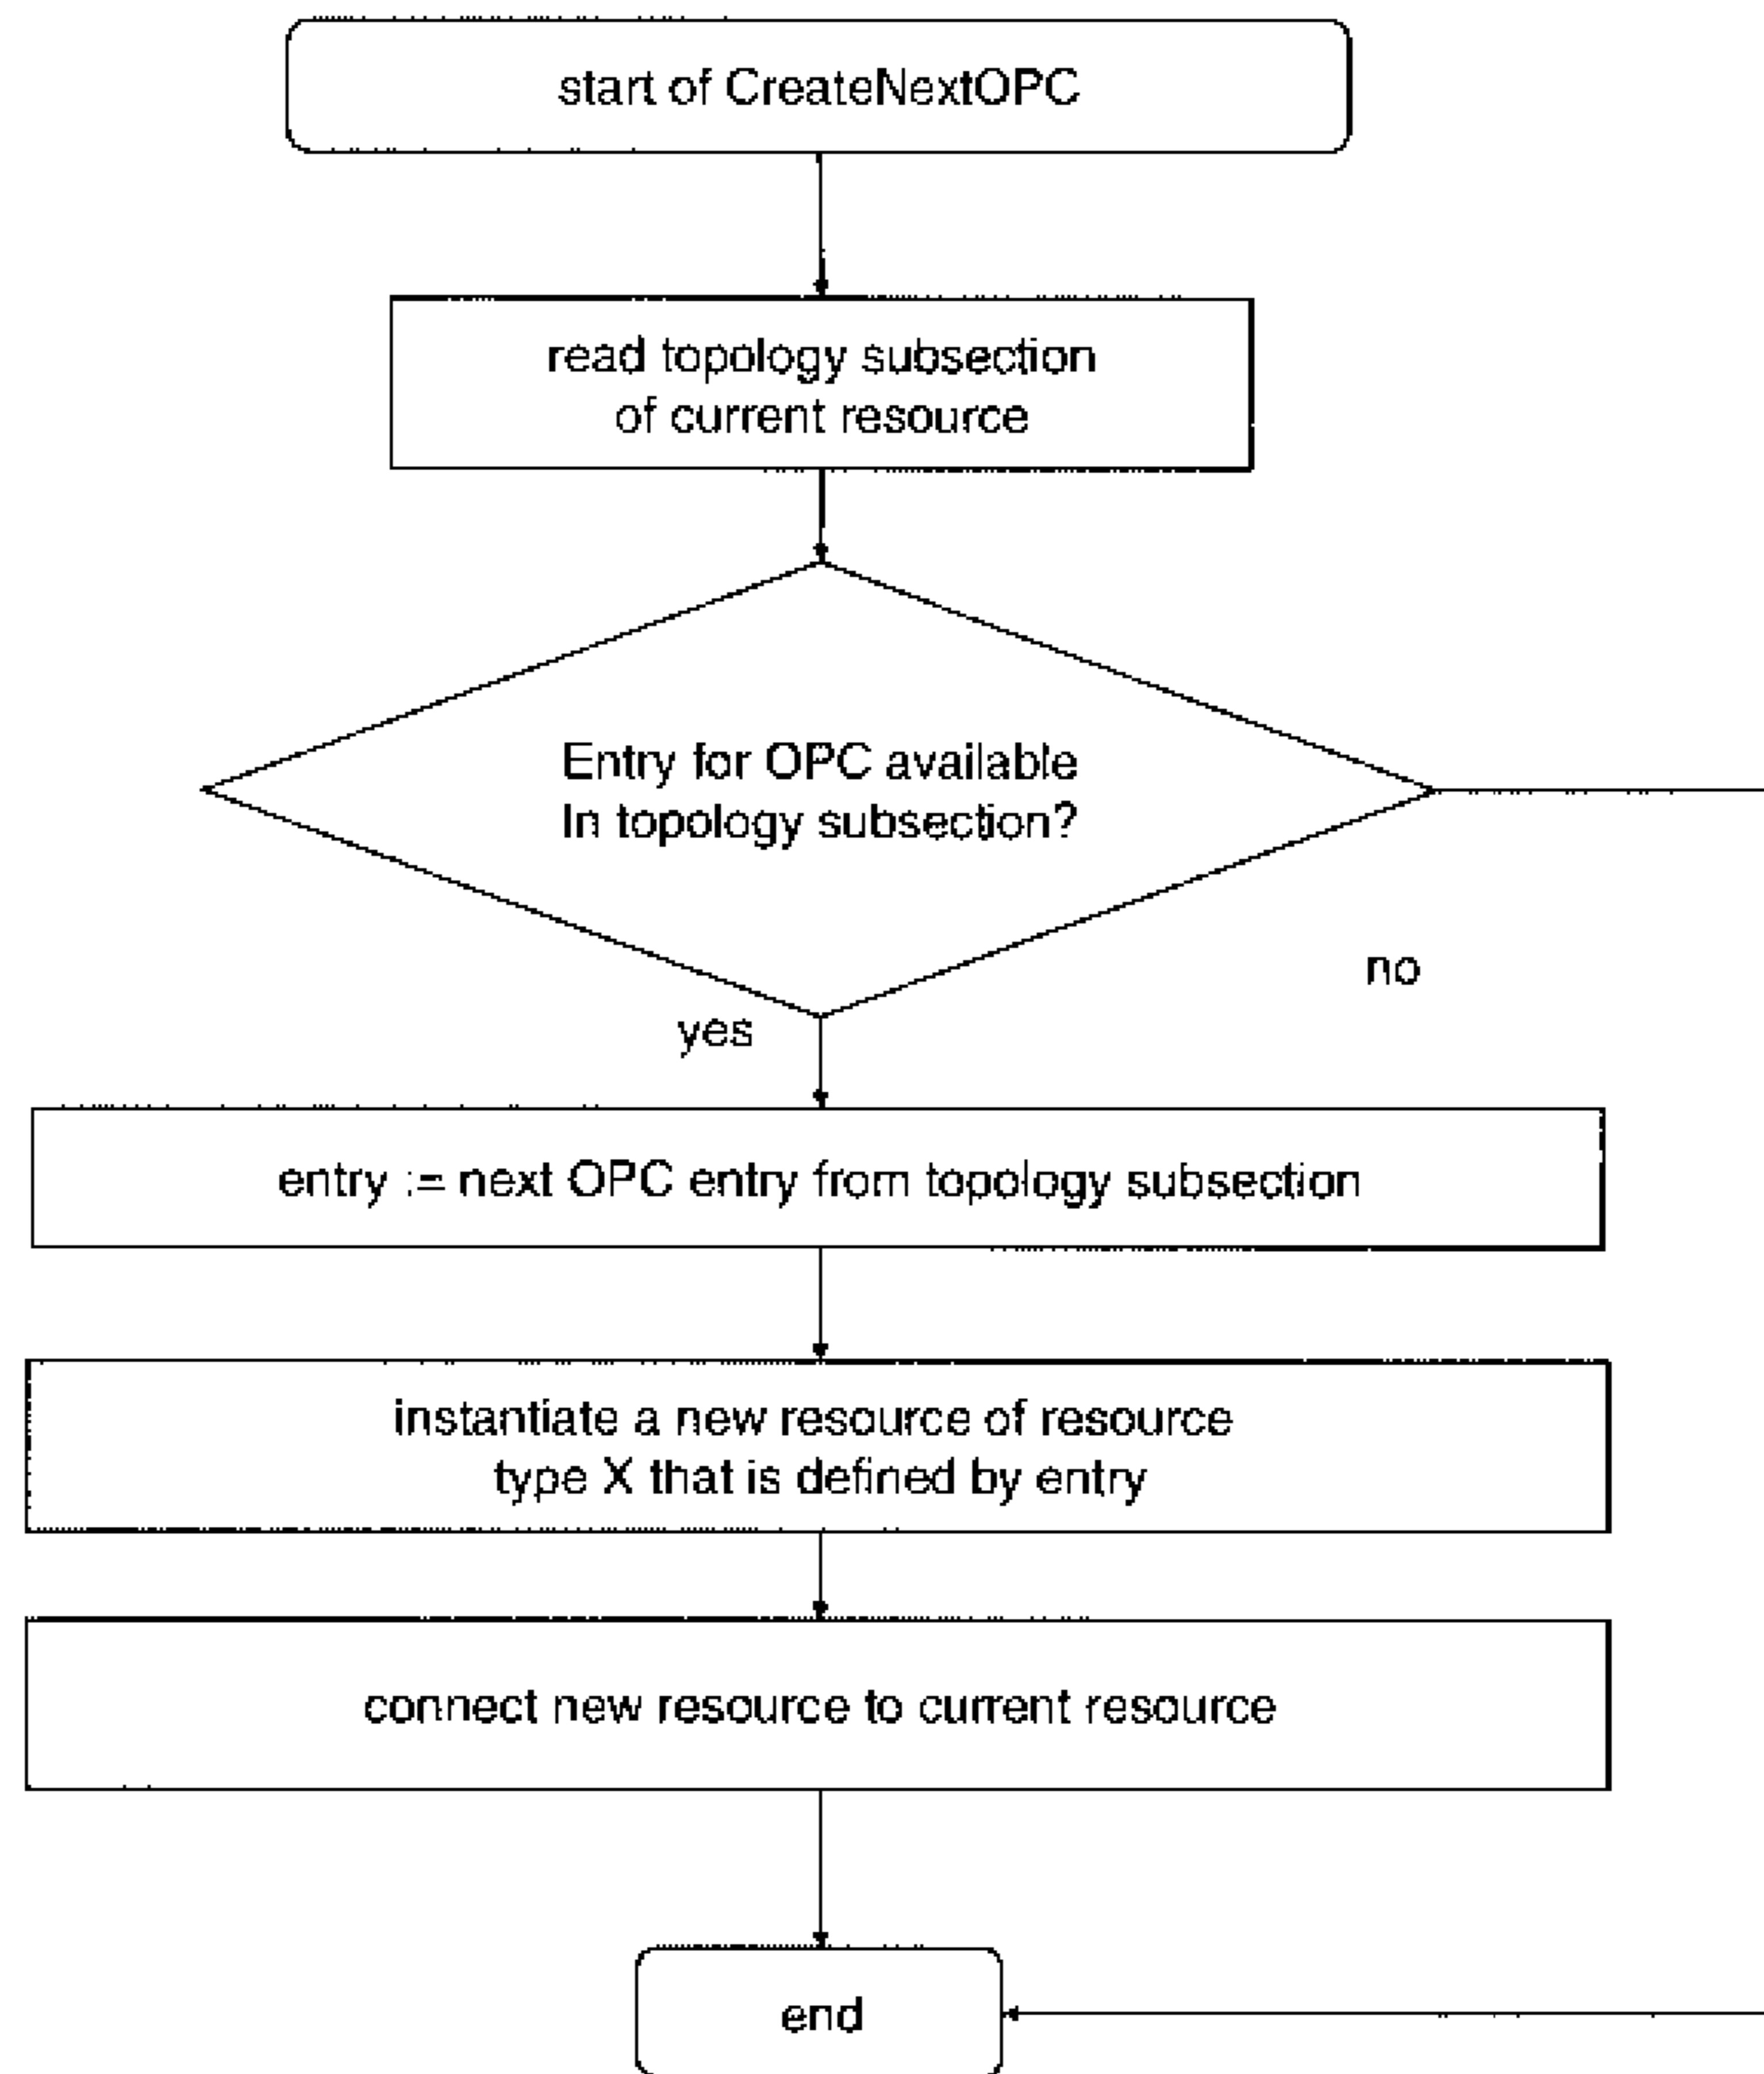 start of CreateNextOPC
read topology subsection
of current resource
Entry for OPC available
In topology subsection?
no
yes
entry := next OPC entry from topology subsection
instantiate a new resource of resource
type X that is defined by entry
connect new resource to current resource
end